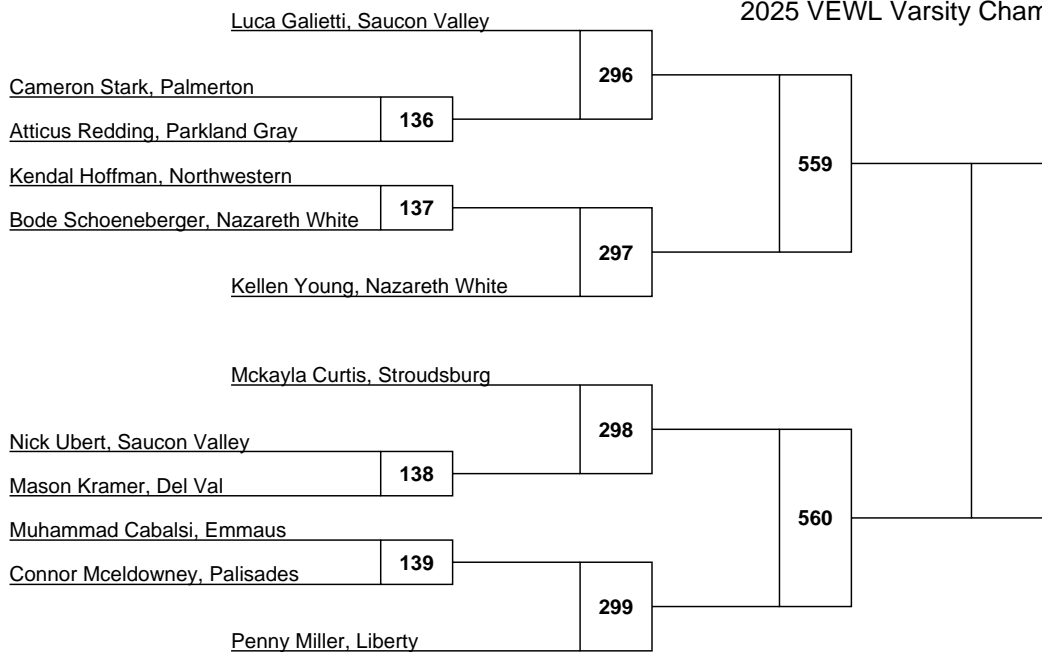 2025 VEWL Varsity Cham
Luca Galietti, Saucon Valley
296
Cameron Stark, Palmerton
136
Atticus Redding, Parkland Gray
559
Kendal Hoffman, Northwestern
137
Bode Schoeneberger, Nazareth White
297
Kellen Young, Nazareth White
Mckayla Curtis, Stroudsburg
298
Nick Ubert, Saucon Valley
138
Mason Kramer, Del Val
560
Muhammad Cabalsi, Emmaus
139
Connor Mceldowney, Palisades
299
Penny Miller, Liberty